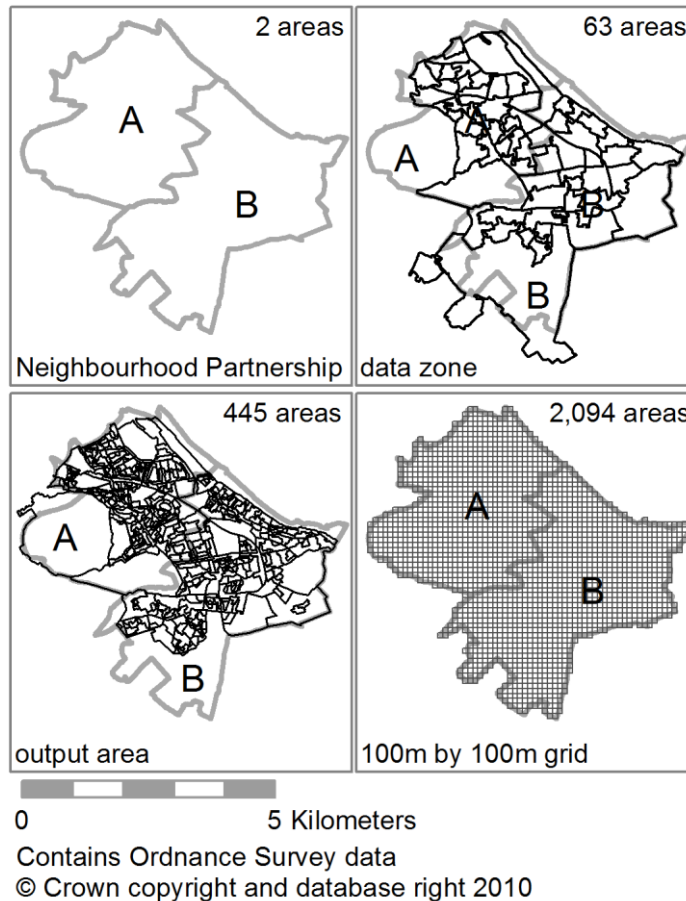 2 areas
A
B
Neighbourhood Partnership
63 areas
A
A
B
B
data zone
445 areas
A
B
output area
2,094 areas
A
B
100m by 100m grid
0 5 Kilometers
Contains Ordnance Survey data
© Crown copyright and database right 2010